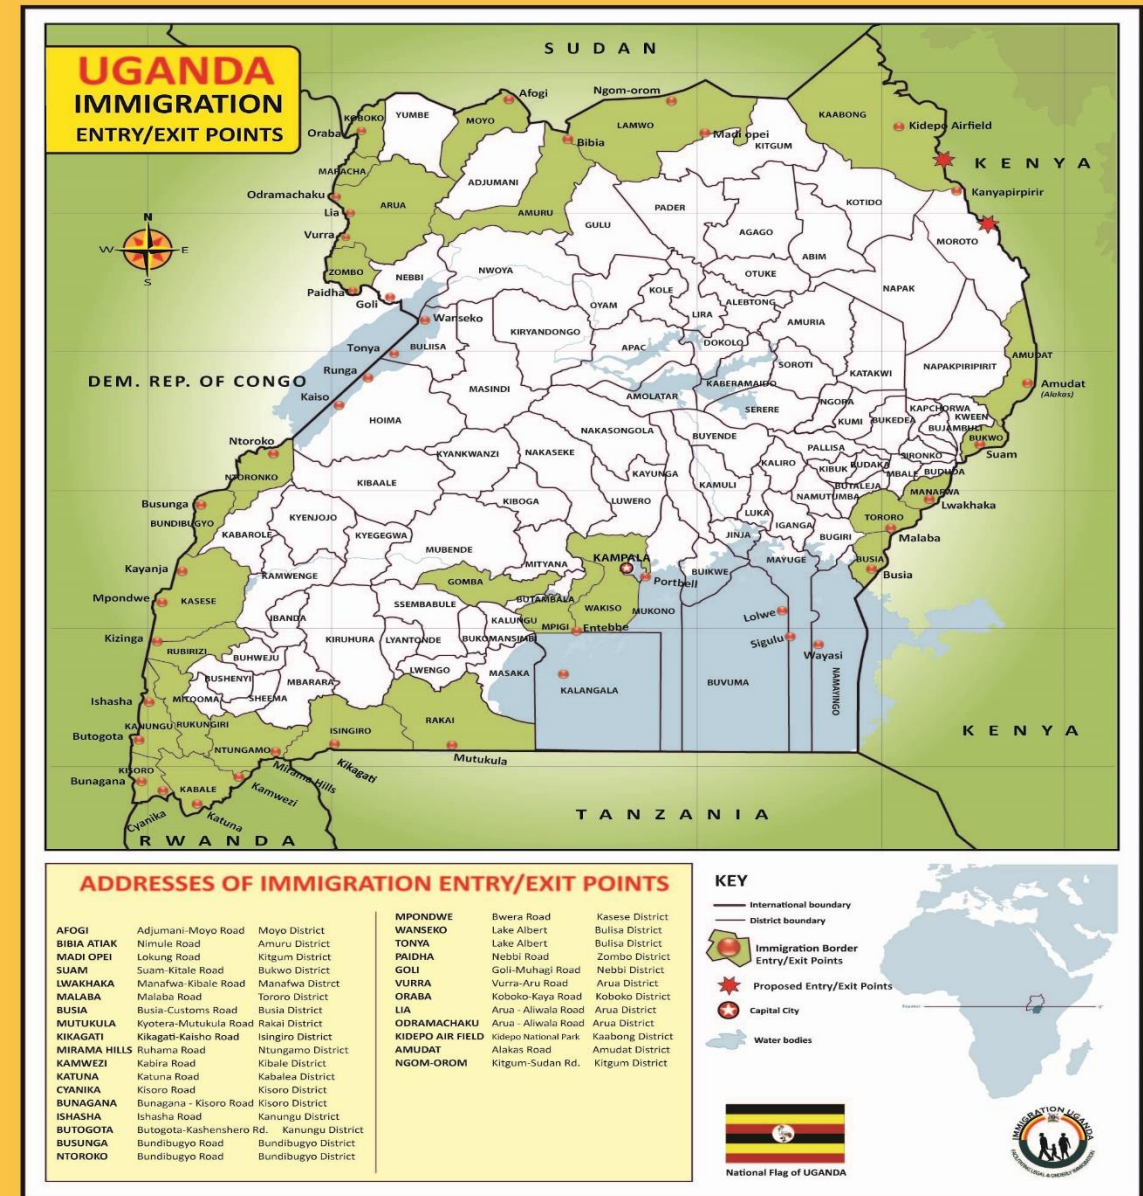 UGANDA
IMMIGRATION
ENTRY/EXIT POINTS
SUDAN
KENYA
DEM. REP. OF CONGO
KENYA
TANZANIA
RWANDA
N
W
E
S
Afogi
Ngom-orom
Oraba
KOBOKO
YUMBE
MOYO
Bibia
LAMWO
Madi opei
KITGUM
KAABONG
Kidepo Airfield
MARACHA
Odramachaku
ADJUMANI
Kanyapirpirir
Lia
ARUA
AMURU
PADER
KOTIDO
Vurra
GULU
AGAGO
MOROTO
ABIM
ZOMBO
NEBBI
NWOYA
OTUKE
NAPAK
Paidha
Goli
KOLE
OYAM
ALEBTONG
LIRA
Wanseko
AMURIA
KIRYANDONGO
Tonya
BULIISA
APAC
DOKOLO
AMUDAT
SOROTI
NAPAKPIRIPIRIT
Runga
KATAKWI
KABERAMAIDO
Amudat
(Alakas)
MASINDI
Kaiso
AMOLATAR
NGORA
SERERE
KAPCHORWA
HOIMA
KUMI
BUKEDEA
KWEEN
NAKASONGOLA
BUYENDE
BUKWO
Ntoroko
PALLISA
Suam
KYANKWANZI
NAKASEKE
SIRONKO
KALIRO
KIBUK
BUDAKA
MBALE
BUDUDA
NTORONKO
KIBAALE
KAYUNGA
KAMULI
BUTALEJA
MANAFWA
NAMUTUMBA
Busunga
KIBOGA
LUWERO
Lwakhaka
BUNDIBUGYO
KYENJOJO
LUKA
TORORO
IGANGA
KABAROLE
KYEGEGWA
JINJA
BUGIRI
Malaba
MUBENDE
KAMPALA
MAYUGE
BUSIA
MITYANA
Kayanja
KAMWENGE
BUIKWE
Busia
GOMBA
Portbell
Mpondwe
KASESE
SSEMBABULE
BUTAMBALA
WAKISO
MUKONO
Lolwe
IBANDA
KALUNGU
MPIGI
Entebbe
Kizinga
KIRUHURA
LYANTONDE
BUKOMANSIMBI
Sigulu
RUBIRIZI
Wayasi
BUHWEJU
LWENGO
MASAKA
BUSHENYI
MBARARA
KALANGALA
BUVUMA
NAMAYINGO
Ishasha
MITOOMA
SHEEMA
KANUNGU
RUKUNGIRI
RAKAI
Butogota
ISINGIRO
NTUNGAMO
Mutukula
KISORO
Mirama Hills
Kikagati
Bunagana
KABALE
Kamwezi
Cyanika
Katuna
ADDRESSES OF IMMIGRATION ENTRY/EXIT POINTS
AFOGI Adjumani-Moyo Road Moyo District
BIBIA ATIAK Nimule Road Amuru District
MADI OPEI Lokung Road Kitgum District
SUAM Suam-Kitale Road Bukwo District
LWAKHAKA Manafwa-Kibale Road Manafwa District
MALABA Malaba Road Tororo District
BUSIA Busia-Customs Road Busia District
MUTUKULA Kyotera-Mutukula Road Rakai District
KIKAGATI Kikagati-Kaisho Road Isingiro District
MIRAMA HILLS Ruhama Road Ntungamo District
KAMWEZI Kabira Road Kibale District
KATUNA Katuna Road Kabalea District
CYANIKA Kisoro Road Kisoro District
BUNAGANA Bunagana - Kisoro Road Kisoro District
ISHASHA Ishasha Road Kanungu District
BUTOGOTA Butogota-Kashenshero Rd. Kanungu District
BUSUNGA Bundibugyo Road Bundibugyo District
NTOROKO Bundibugyo Road Bundibugyo District
MPONDWE Bwera Road Kasese District
WANSEKO Lake Albert Bulisa District
TONYA Lake Albert Bulisa District
PAIDHA Nebbi Road Zombo District
GOLI Goli-Muhagi Road Nebbi District
VURRA Vurra-Aru Road Arua District
ORABA Koboko-Kaya Road Koboko District
LIA Arua - Aliwala Road Arua District
ODRAMACHAKU Arua - Aliwala Road Arua District
KIDEPO AIR FIELD Kidepo National Park Kaabong District
AMUDAT Alakas Road Amudat District
NGOM-OROM Kitgum-Sudan Rd. Kitgum District
KEY
International boundary
District boundary
Immigration Border
Entry/Exit Points
Proposed Entry/Exit Points
Capital City
Water bodies
Equator
0°
National Flag of UGANDA
IMMIGRATION UGANDA
FACILITATING LEGAL & ORDERLY IMMIGRATION